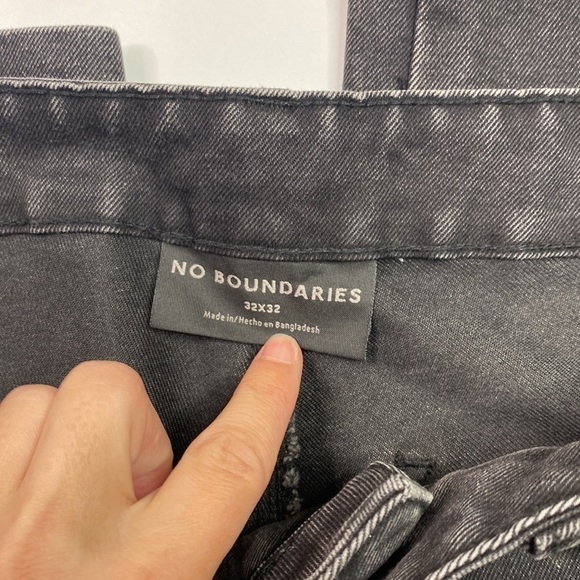 NO BOUNDARIES
32X32
Made in/Hecho en Bangladesh